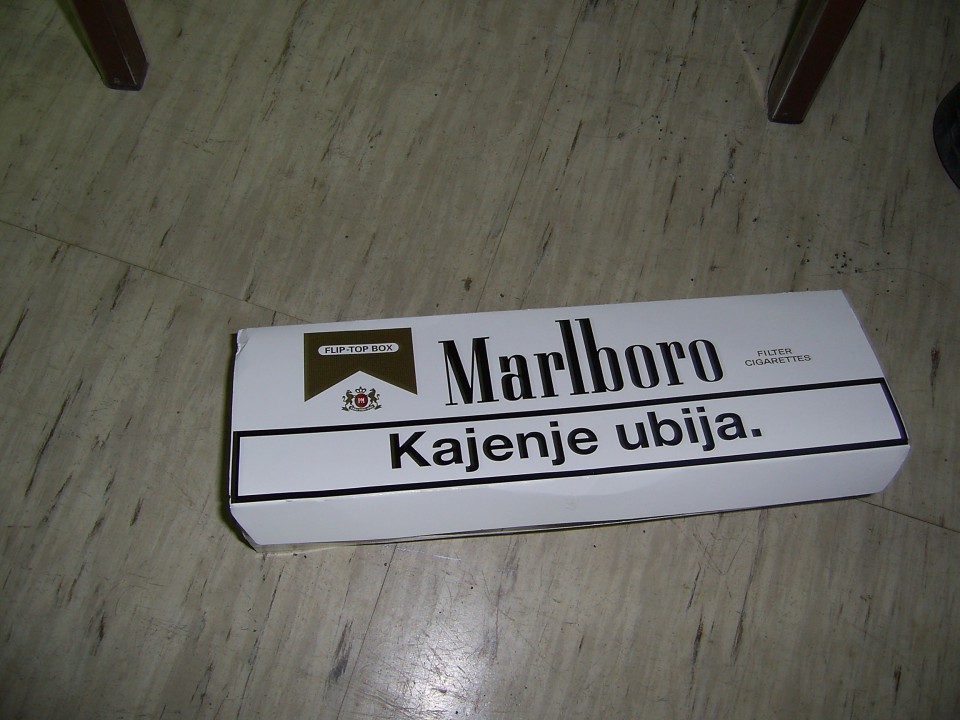 FLIP-TOP BOX
Marlboro
FILTER
CIGARETTES
Kajenje ubija.